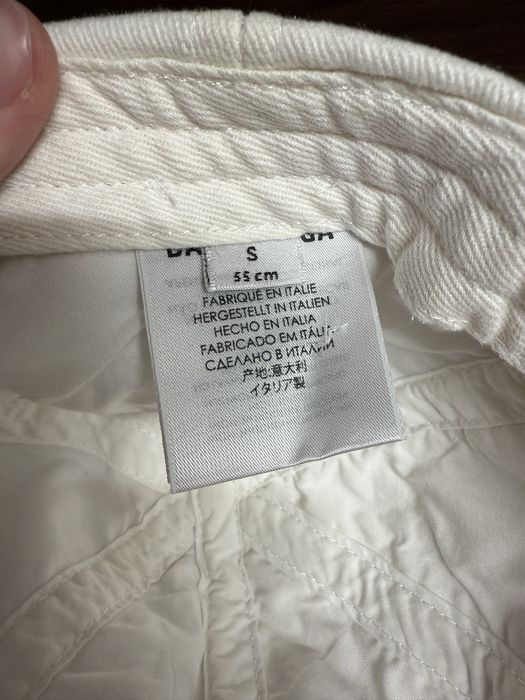 S
55 cm
FABRIQUE EN ITALIE
HERGESTELLT IN ITALIEN
HECHO EN ITALIA
FABRICADO EM ITÁLIA
СДЕЛАНО В ИТАЛИИ
产地:意大利
イタリア製